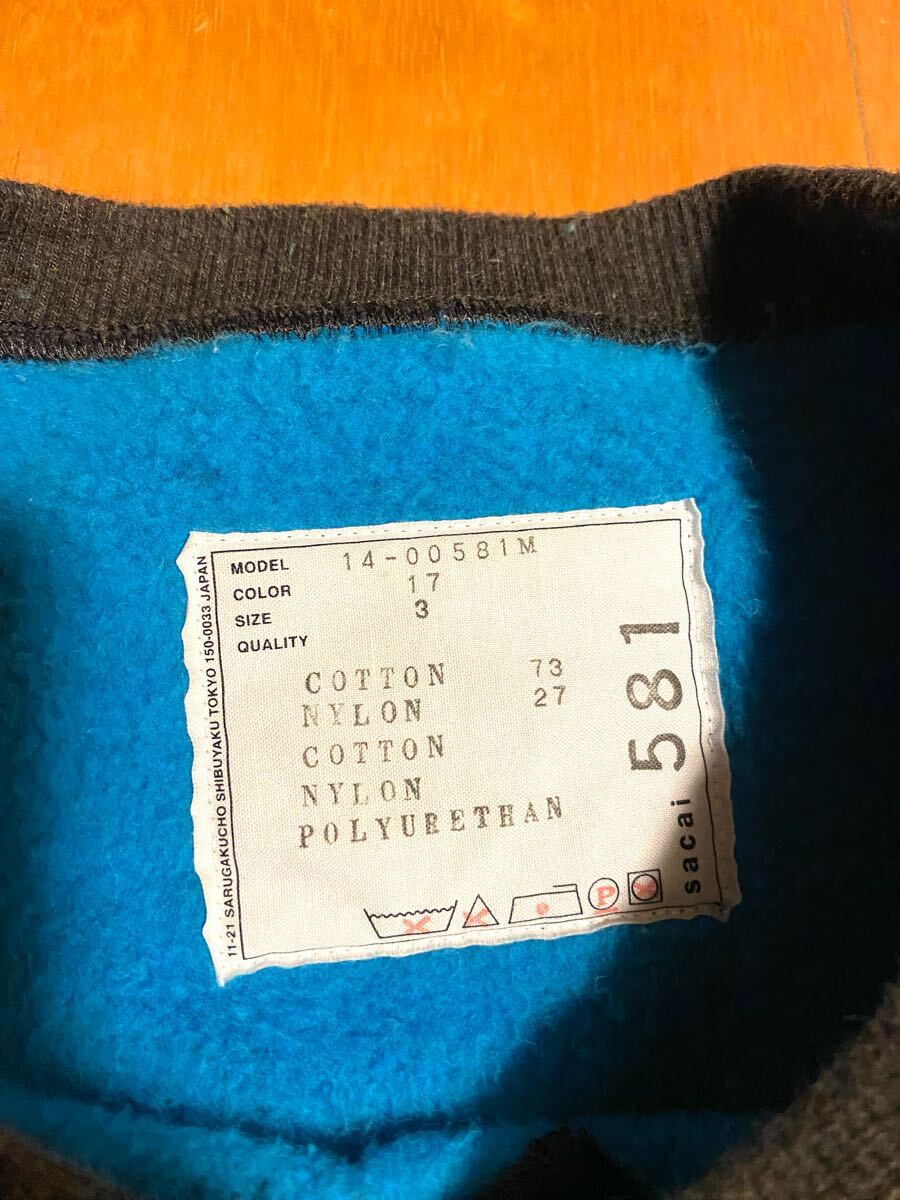 MODEL 14-00581M
COLOR 17
SIZE 3
QUALITY
COTTON 73
NYLON 27
COTTON
NYLON
POLYURETHAN
P
581
sacai
11-21 SARUGAKUCHO SHIBUYAKU TOKYO 150-0033 JAPAN